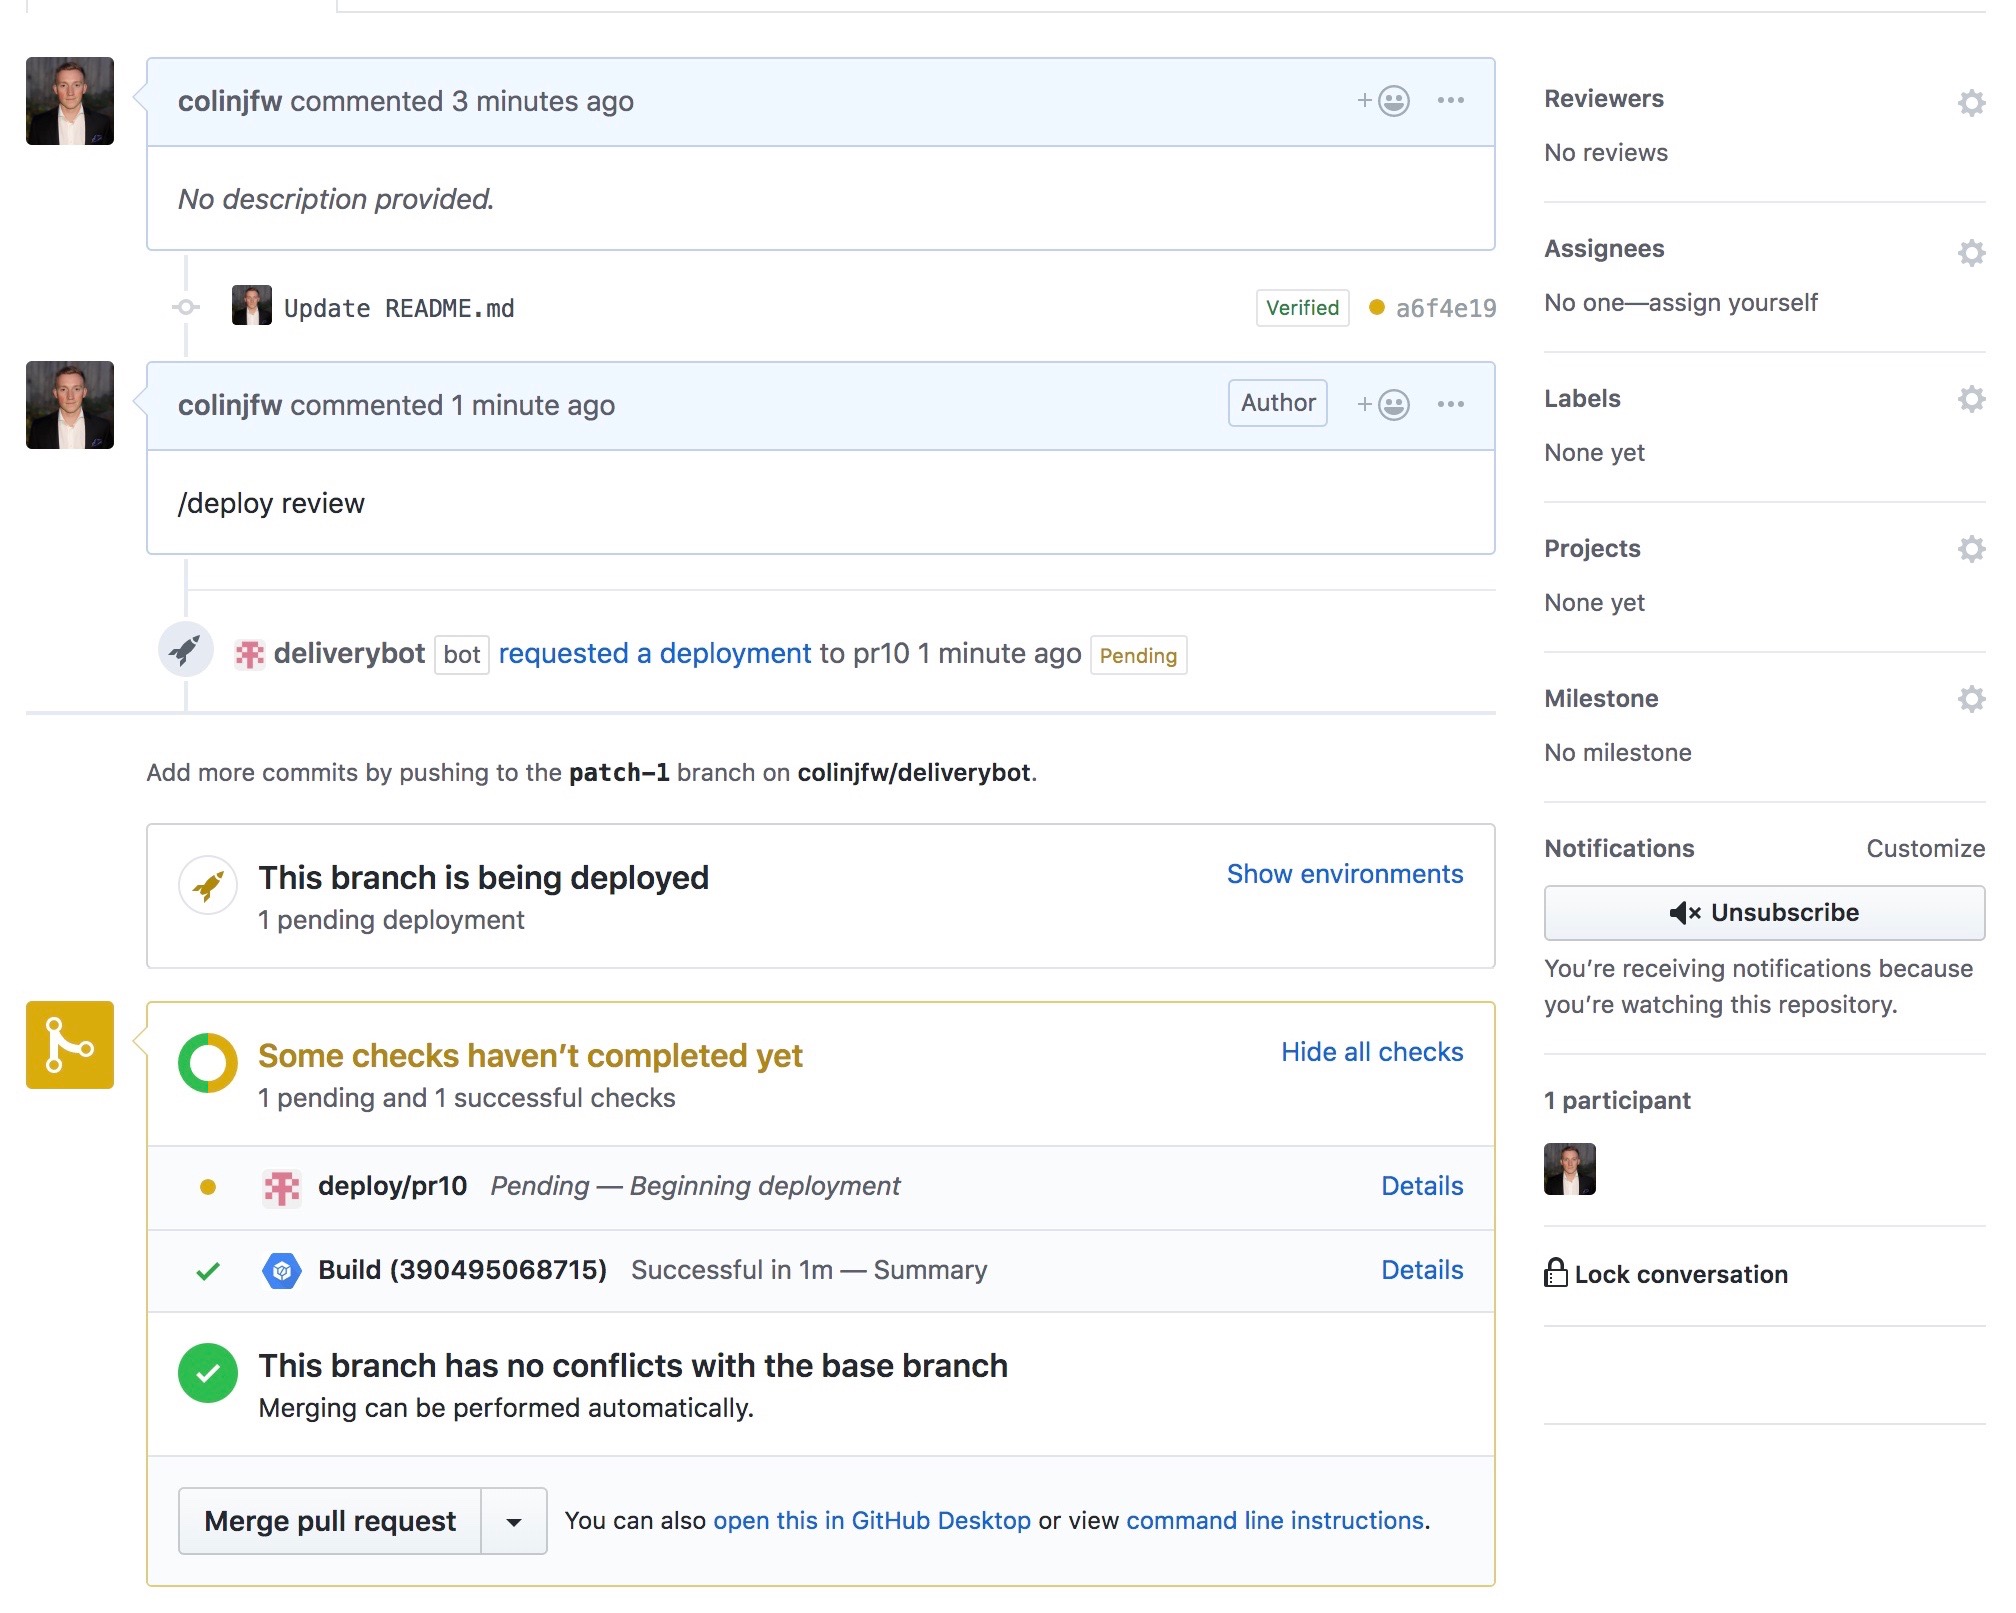 colinjfw commented 3 minutes ago
No description provided.
Update README.md Verified a6f4e19
colinjfw commented 1 minute ago Author
/deploy review
deliverybot bot requested a deployment to pr10 1 minute ago Pending
Add more commits by pushing to the patch-1 branch on colinjfw/deliverybot.
This branch is being deployed Show environments
1 pending deployment
Some checks haven’t completed yet Hide all checks
1 pending and 1 successful checks
deploy/pr10 Pending — Beginning deployment Details
Build (390495068715) Successful in 1m — Summary Details
This branch has no conflicts with the base branch
Merging can be performed automatically.
Merge pull request You can also open this in GitHub Desktop or view command line instructions.
Reviewers
No reviews
Assignees
No one—assign yourself
Labels
None yet
Projects
None yet
Milestone
No milestone
Notifications Customize
Unsubscribe
You’re receiving notifications because
you’re watching this repository.
1 participant
Lock conversation